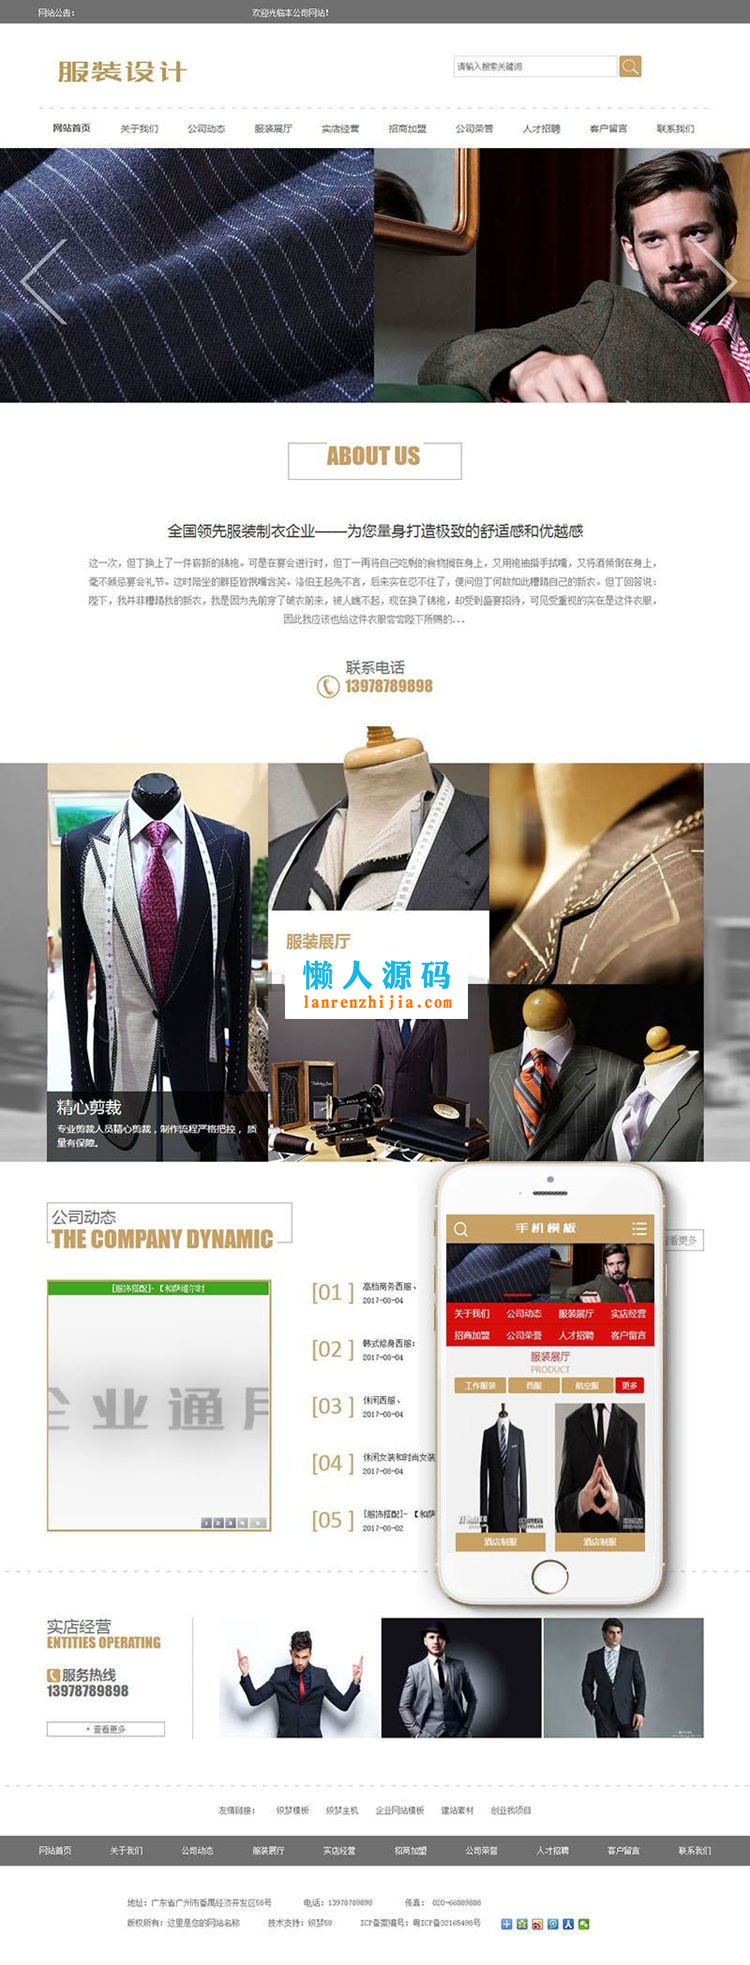 网站公告：
欢迎光临本公司网站！
服装设计
请输入搜索关键词
网站首页 关于我们 公司动态 服装展厅 实店经营 招商加盟 公司荣誉 人才招聘 客户留言 联系我们
ABOUT US
全国领先服装制衣企业——为您量身打造极致的舒适感和优越感
这一次，但丁换上了一件崭新的锦袍。可是在宴会进行时，但丁一再将自己吃剩的食物搁在身上，又用袍袖揩手拭嘴，又将酒倾倒在身上，
毫不顾忌宴会礼节。这时陪坐的群臣皆抿嘴含笑。洛伯王起先不言，后来实在忍不住了，便问但丁何故如此糟蹋自己的新衣。但丁回答说：
陛下，我并非糟蹋我的新衣，我是因为先前穿了破衣前来，被人瞧不起，现在换了锦袍，却受到盛宴招待，可见受重视的实在是这件衣服，
因此我应该也给这件衣服尝尝陛下所赐的...
联系电话
13978789898
服装展厅
懒人源码
lanrenzhijia.com
精心剪裁
专业剪裁人员精心剪裁，制作流程严格把控，质
量有保障。
公司动态
THE COMPANY DYNAMIC
查看更多
[服饰搭配]-【和萨维尔时
企业通用
1 2 3 4 5
[01] 高档商务西服、
2017-08-04
[02] 韩式修身西服：
2017-08-04
[03] 休闲西服、
2017-08-04
[04] 休闲女装和时尚女装
2017-08-04
[05] [服饰搭配]-【和萨
2017-08-02
手机模板
关于我们 公司动态 服装展厅 实店经营
招商加盟 公司荣誉 人才招聘 客户留言
服装展厅
PRODUCT
工作服装 西服 航空服 更多
酒店制服 酒店制服
实店经营
ENTITIES OPERATING
服务热线
13978789898
• 查看更多
友情链接： 织梦模板 织梦主机 企业网站模板 建站素材 创业找项目
网站首页 关于我们 公司动态 服装展厅 实店经营 招商加盟 公司荣誉 人才招聘 客户留言 联系我们
地址：广东省广州市番禺经济开发区58号 电话：13978789898 传真： 020-66889888
版权所有：这里是您的网站名称 技术支持：织梦58 ICP备案编号：粤ICP备32165498号